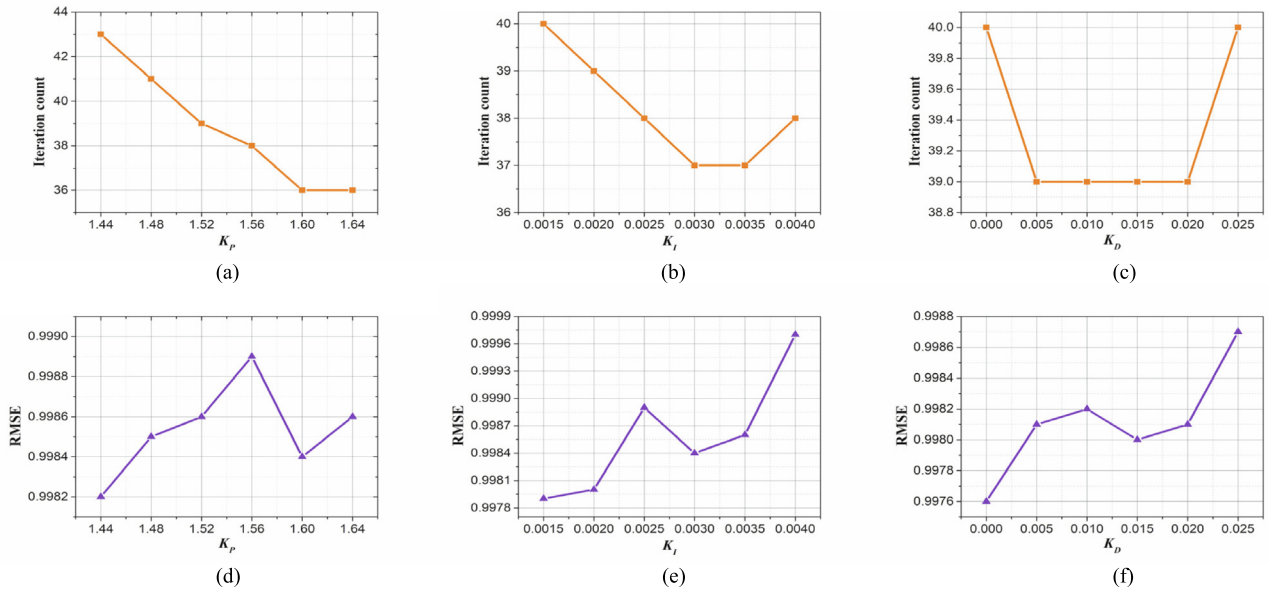 44
42
40
38
36
Iteration count
1.44 1.48 1.52 1.56 1.60 1.64
K_P
(a)
40
39
38
37
36
Iteration count
0.0015 0.0020 0.0025 0.0030 0.0035 0.0040
K_I
(b)
40.0
39.8
39.6
39.4
39.2
39.0
38.8
Iteration count
0.000 0.005 0.010 0.015 0.020 0.025
K_D
(c)
0.9990
0.9988
0.9986
0.9984
0.9982
RMSE
1.44 1.48 1.52 1.56 1.60 1.64
K_P
(d)
0.9999
0.9996
0.9993
0.9990
0.9987
0.9984
0.9981
0.9978
RMSE
0.0015 0.0020 0.0025 0.0030 0.0035 0.0040
K_I
(e)
0.9988
0.9986
0.9984
0.9982
0.9980
0.9978
0.9976
RMSE
0.000 0.005 0.010 0.015 0.020 0.025
K_D
(f)